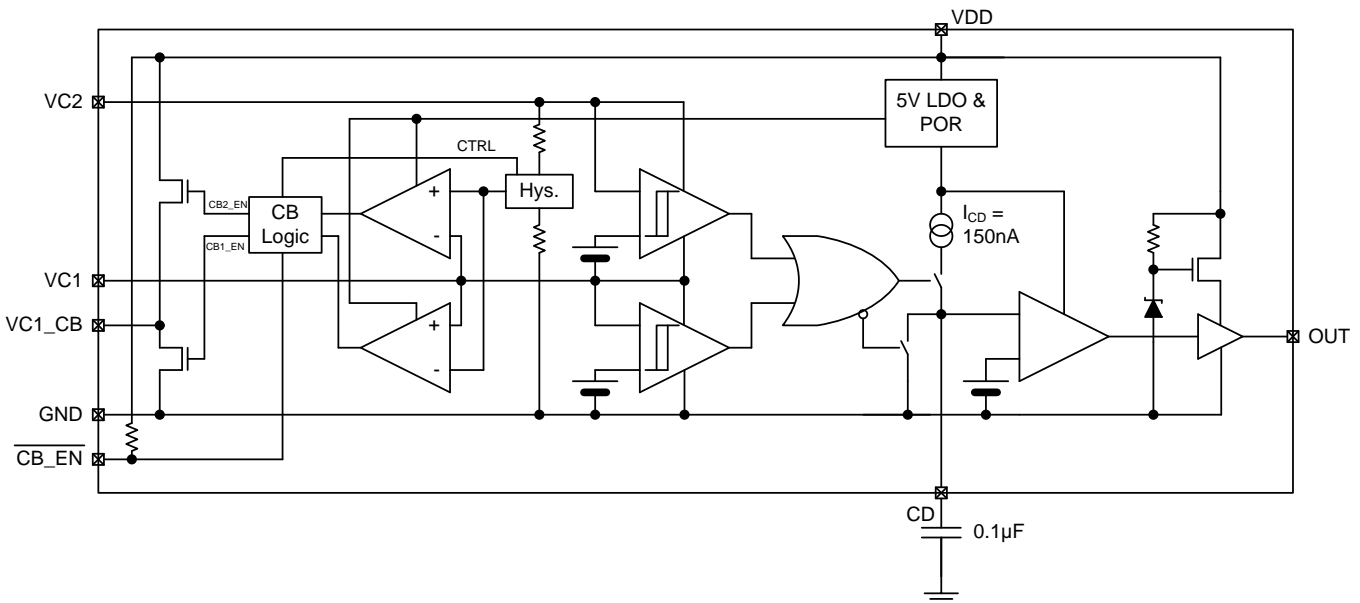 VDD
VC2
5V LDO &
POR
CTRL
+
-
Hys.
CB2_EN
CB
Logic
CB1_EN
I_CD =
150nA
VC1
+
-
VC1_CB
OUT
GND
CB_EN
CD
0.1µF